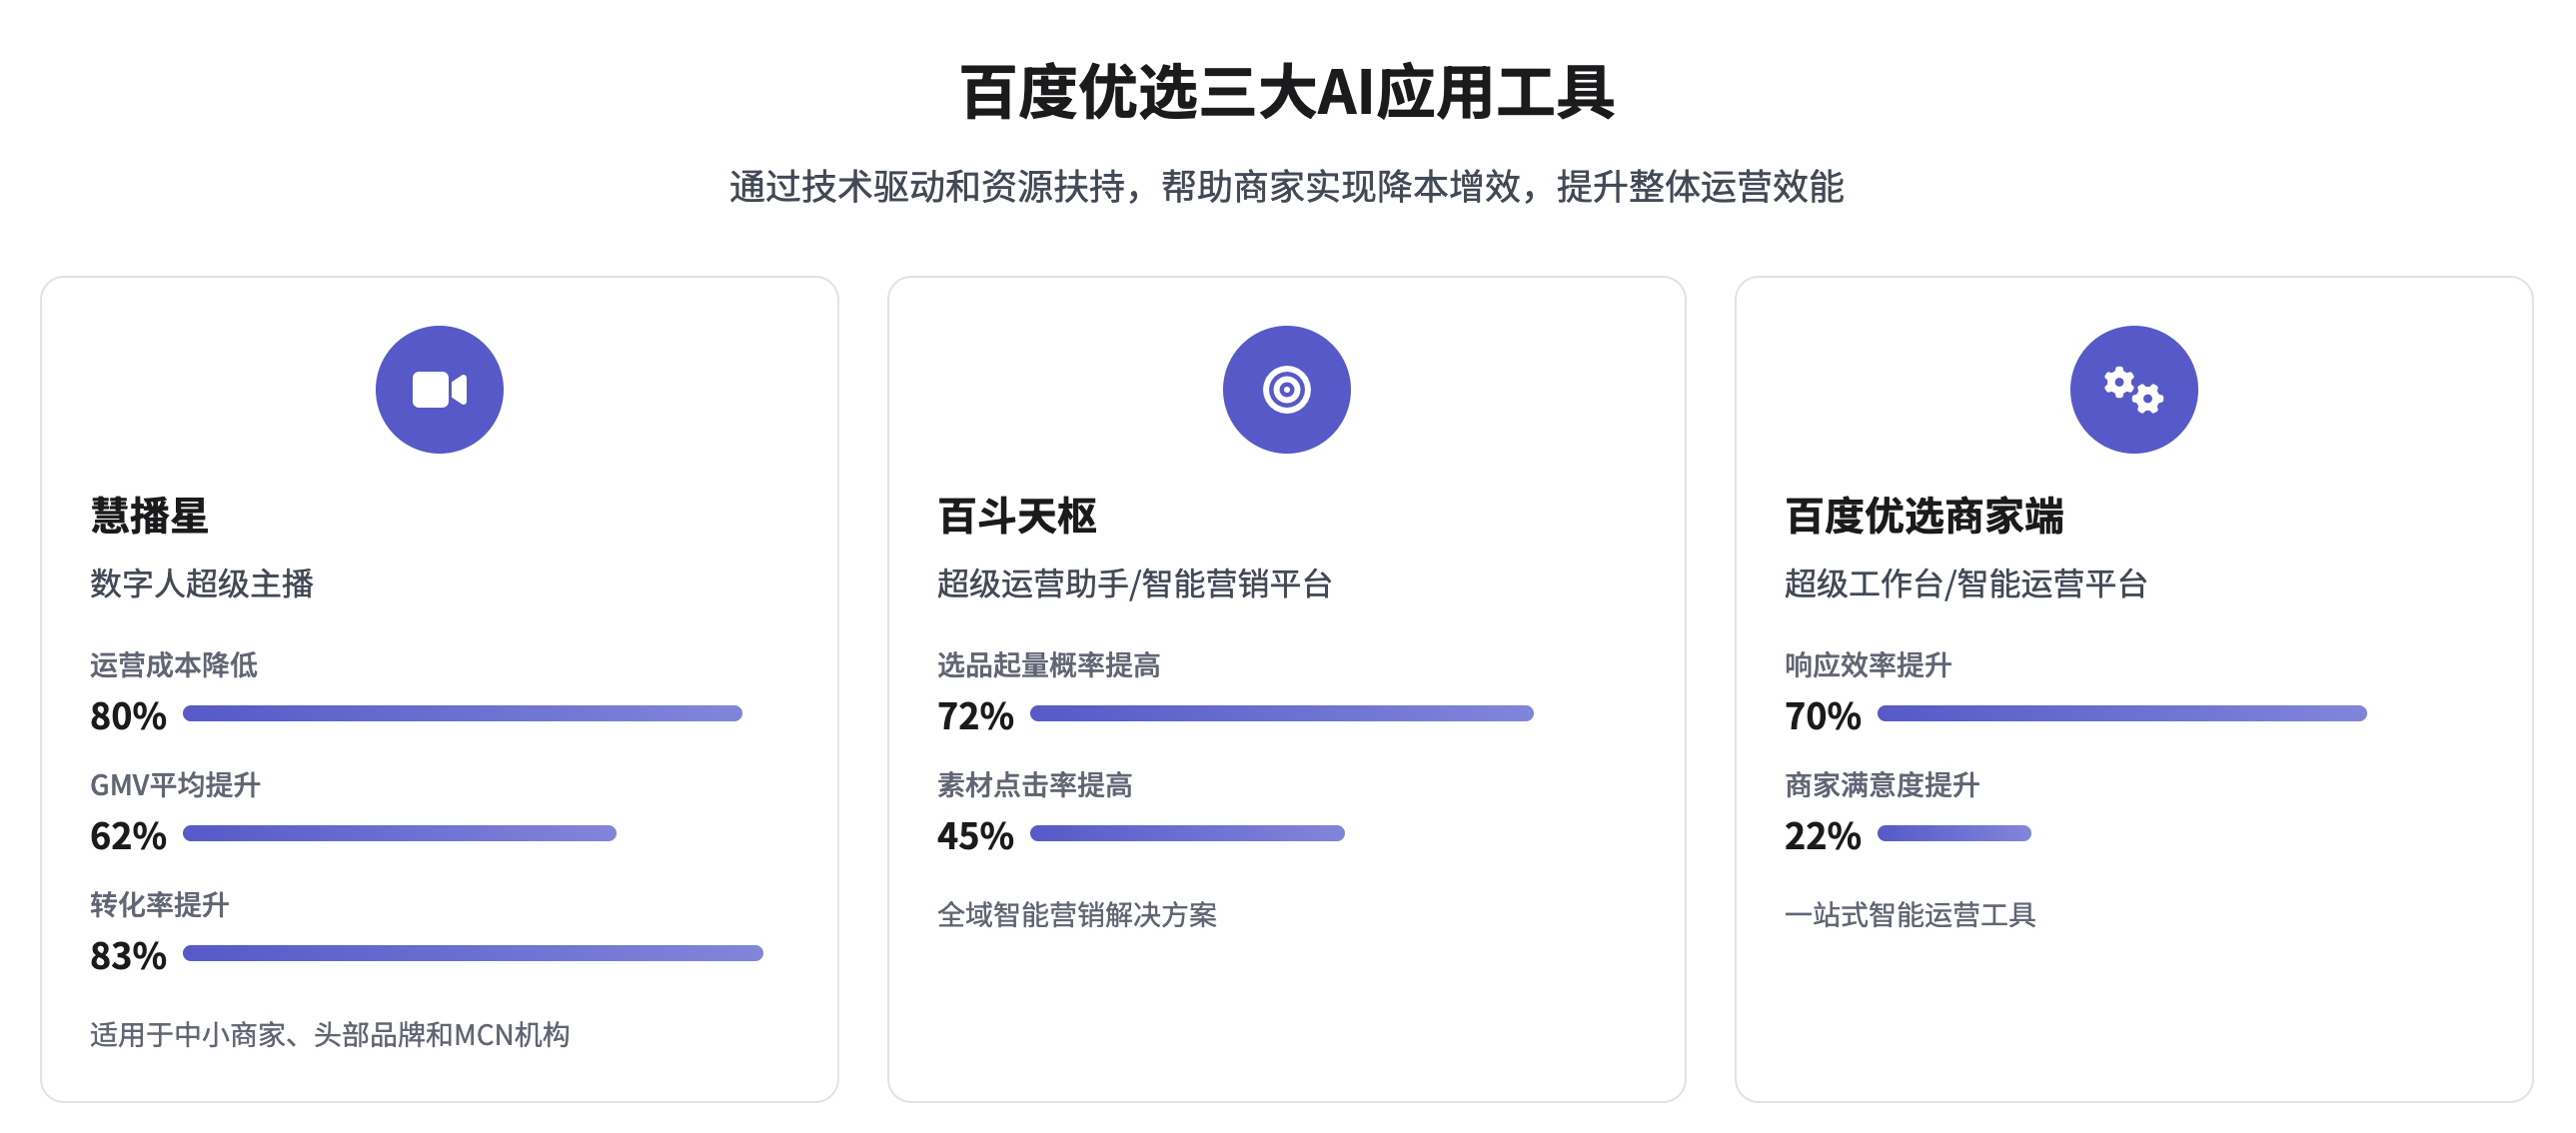 百度优选三大AI应用工具
通过技术驱动和资源扶持，帮助商家实现降本增效，提升整体运营效能
慧播星
数字人超级主播
运营成本降低
80%
GMV平均提升
62%
转化率提升
83%
适用于中小商家、头部品牌和MCN机构
百斗天枢
超级运营助手/智能营销平台
选品起量概率提高
72%
素材点击率提高
45%
全域智能营销解决方案
百度优选商家端
超级工作台/智能运营平台
响应效率提升
70%
商家满意度提升
22%
一站式智能运营工具